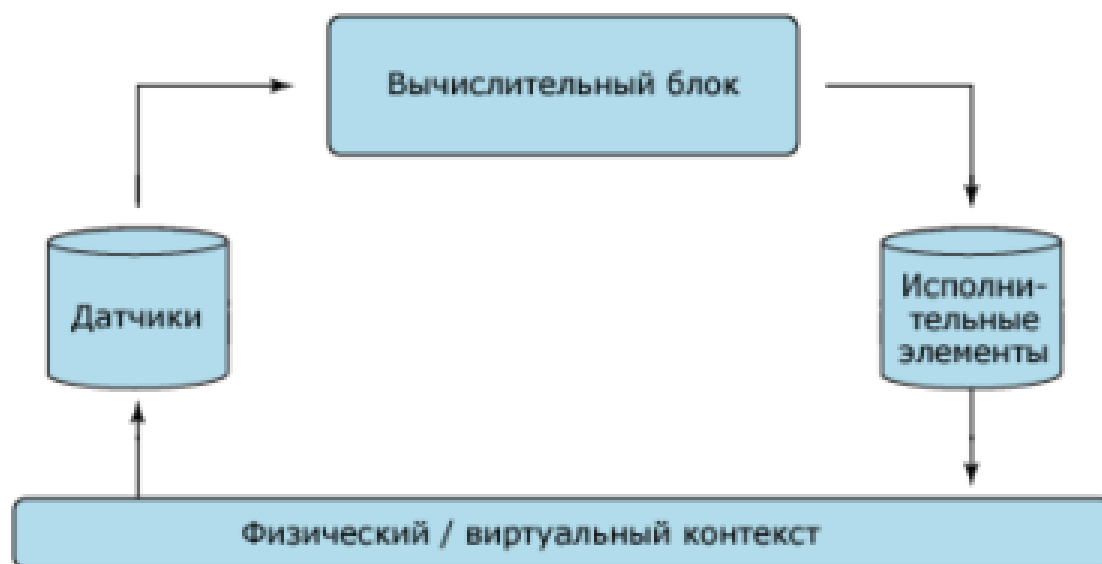 Вычислительный блок
Датчики
Исполни-
тельные
элементы
Физический / виртуальный контекст